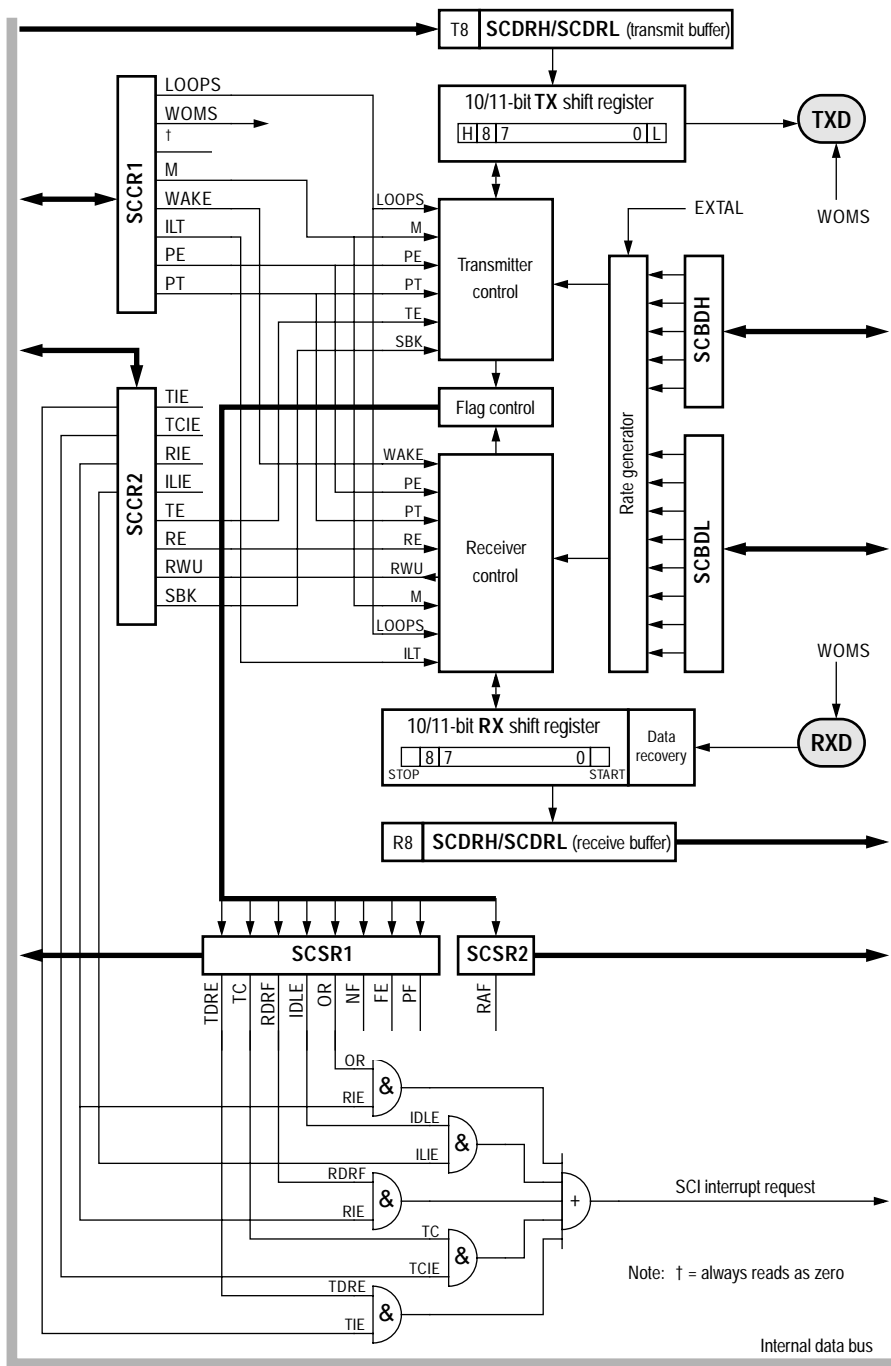 T8 SCDRH/SCDRL (transmit buffer)
10/11-bit TX shift register
H 8 7 0 L
TXD
WOMS
EXTAL
SCCR1
LOOPS
WOMS
†
M
WAKE
ILT
PE
PT
LOOPS
M
PE
PT
TE
SBK
Transmitter
control
Flag control
Rate generator
SCBDH
SCBDL
SCCR2
TIE
TCIE
RIE
ILIE
TE
RE
RWU
SBK
WAKE
PE
PT
RE
RWU
M
LOOPS
ILT
Receiver
control
WOMS
RXD
10/11-bit RX shift register
8 7 0
STOP START
Data
recovery
R8 SCDRH/SCDRL (receive buffer)
SCSR1
SCSR2
TDRE
TC
RDRF
IDLE
OR
NF
FE
PF
RAF
OR
&
RIE
IDLE
&
ILIE
RDRF
&
RIE
TC
&
TCIE
TDRE
&
TIE
+
SCI interrupt request
Note: † = always reads as zero
Internal data bus